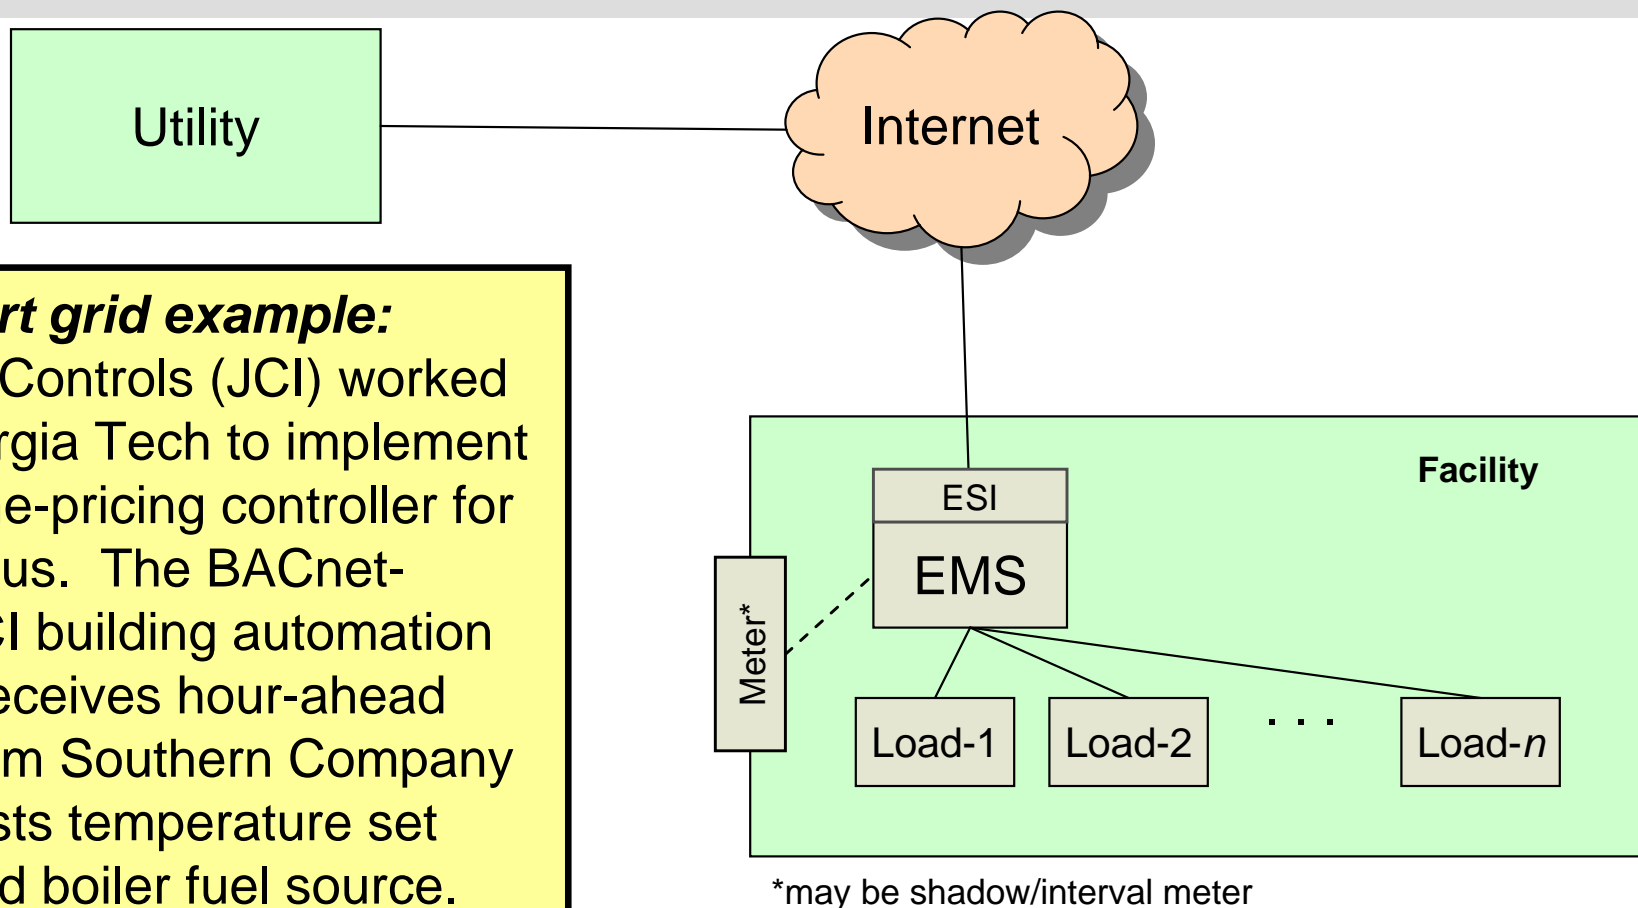 Utility
Internet
rt grid example:
Controls (JCI) worked
rgia Tech to implement
e-pricing controller for
us.  The BACnet-
CI building automation
eceives hour-ahead
m Southern Company
sts temperature set
d boiler fuel source.
Facility
ESI
EMS
Meter*
Load-1
Load-2
. . .
Load-n
*may be shadow/interval meter